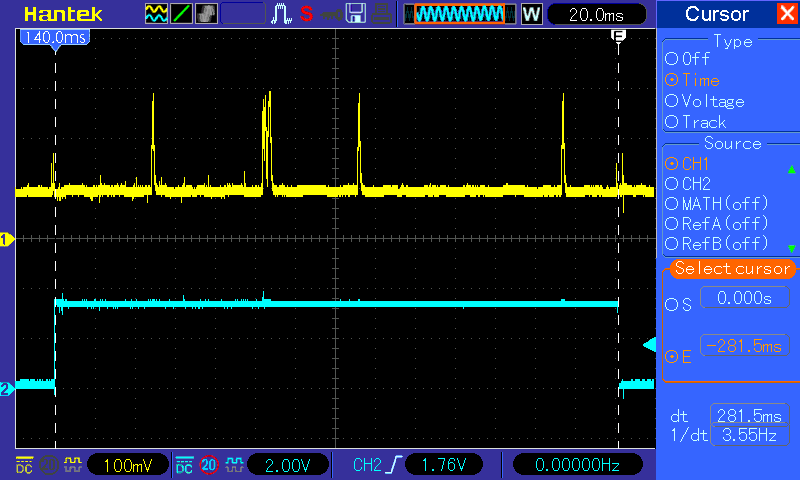 Hantek S W 20.0ms Cursor
140.0ms
E
Type
Off
Time
Voltage
Track
Source
CH1
CH2
MATH(off)
RefA(off)
RefB(off)
1
Select cursor
S 0.000s
E -281.5ms
2
dt 281.5ms
1/dt 3.55Hz
DC 20 100mV DC 20 2.00V CH2 1.76V 0.00000Hz